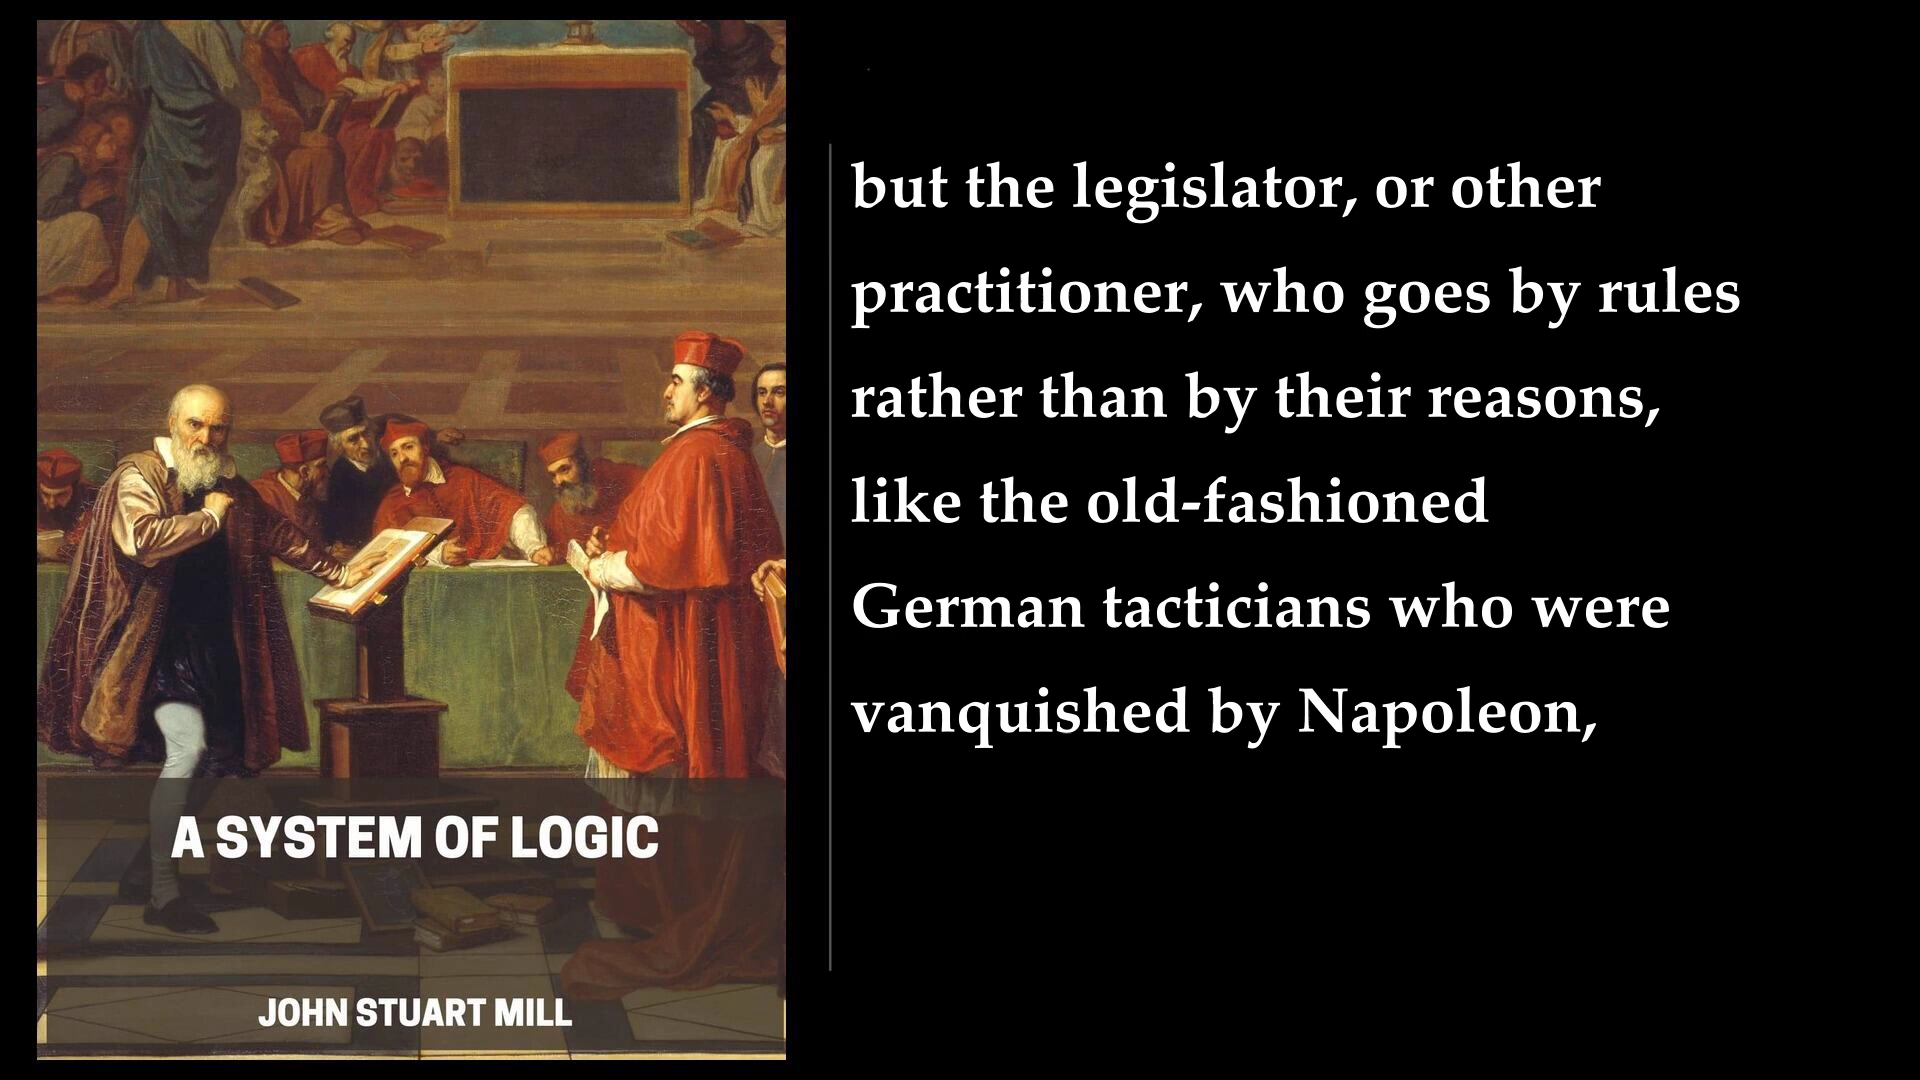 A SYSTEM OF LOGIC
JOHN STUART MILL
but the legislator, or other
practitioner, who goes by rules
rather than by their reasons,
like the old-fashioned
German tacticians who were
vanquished by Napoleon,